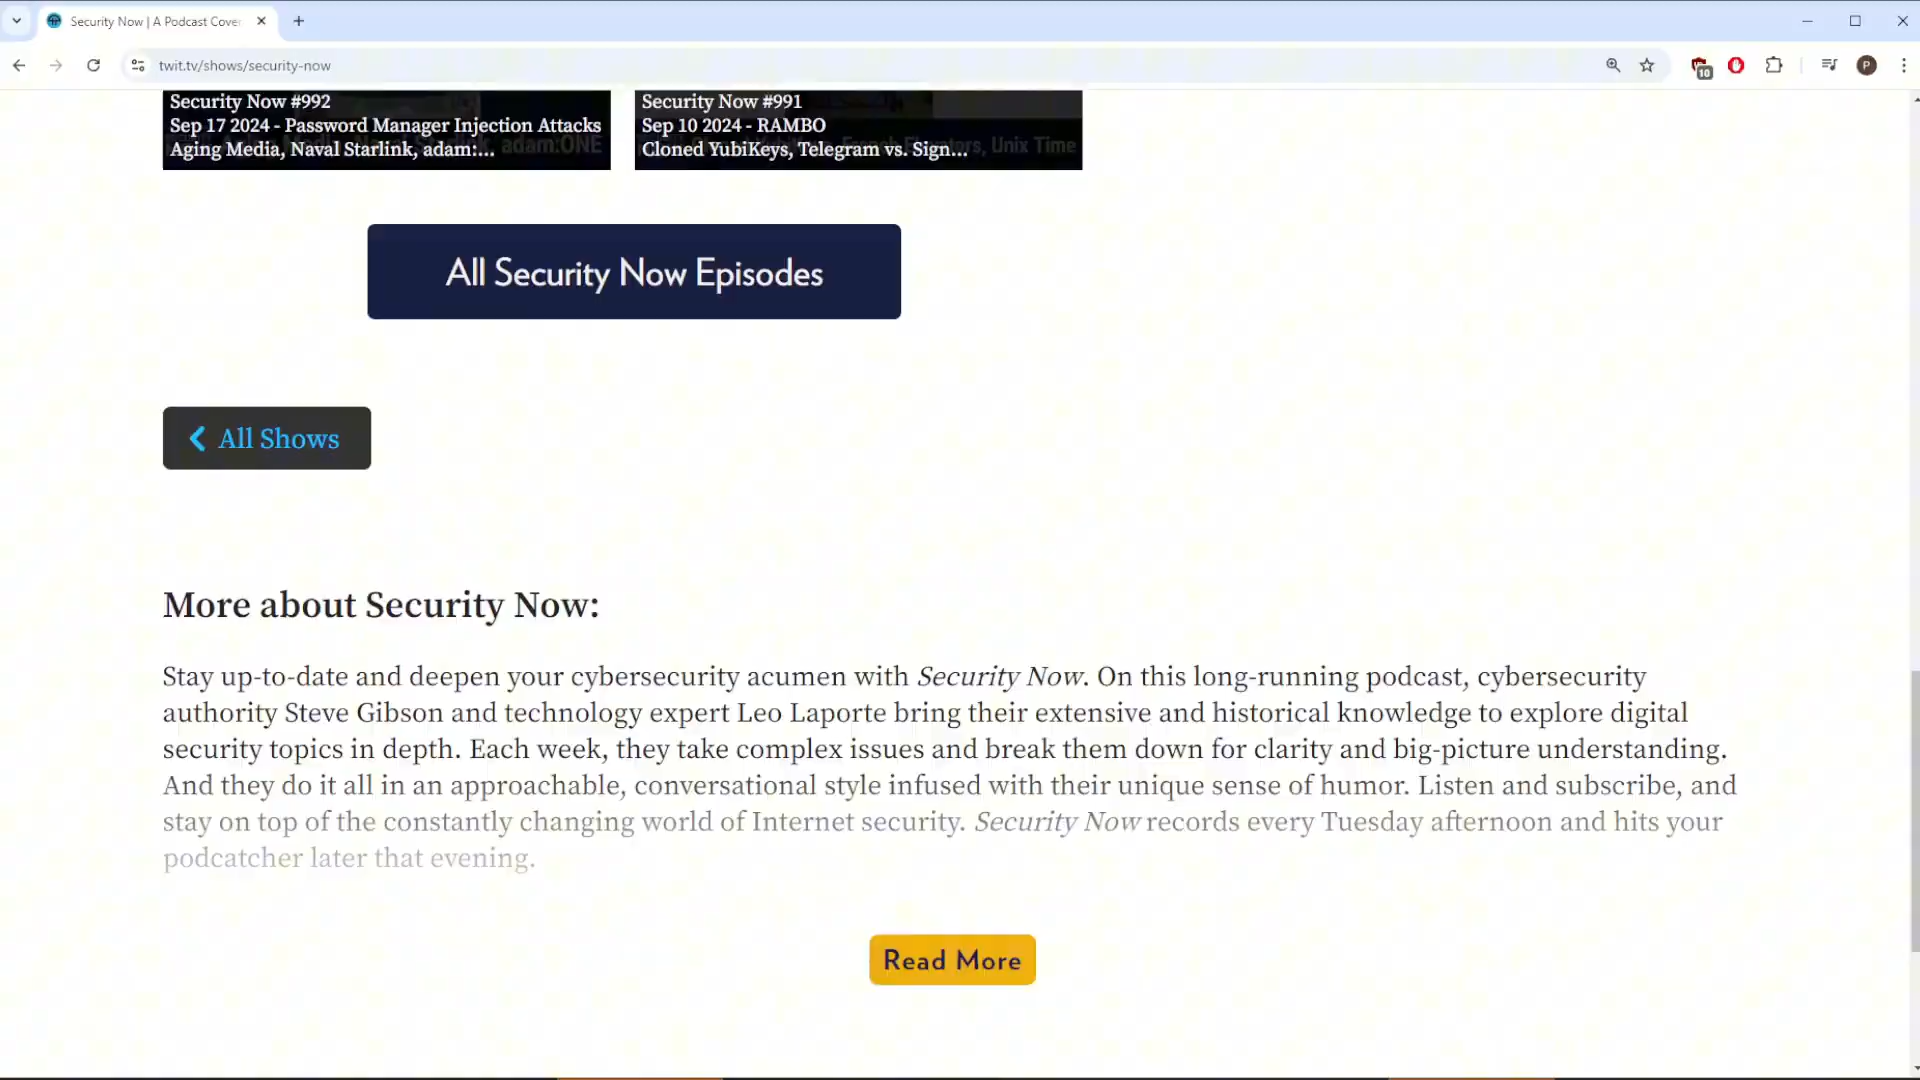 Security Now | A Podcast Cover
twit.tv/shows/security-now
10
P
Security Now #992
Sep 17 2024 - Password Manager Injection Attacks
Aging Media, Naval Starlink, adam:...
adam:ONE
Security Now #991
Sep 10 2024 - RAMBO
Cloned YubiKeys, Telegram vs. Sign...
Unix Time
All Security Now Episodes
All Shows
More about Security Now:
Stay up-to-date and deepen your cybersecurity acumen with Security Now. On this long-running podcast, cybersecurity
authority Steve Gibson and technology expert Leo Laporte bring their extensive and historical knowledge to explore digital
security topics in depth. Each week, they take complex issues and break them down for clarity and big-picture understanding.
And they do it all in an approachable, conversational style infused with their unique sense of humor. Listen and subscribe, and
stay on top of the constantly changing world of Internet security. Security Now records every Tuesday afternoon and hits your
podcatcher later that evening.
Read More